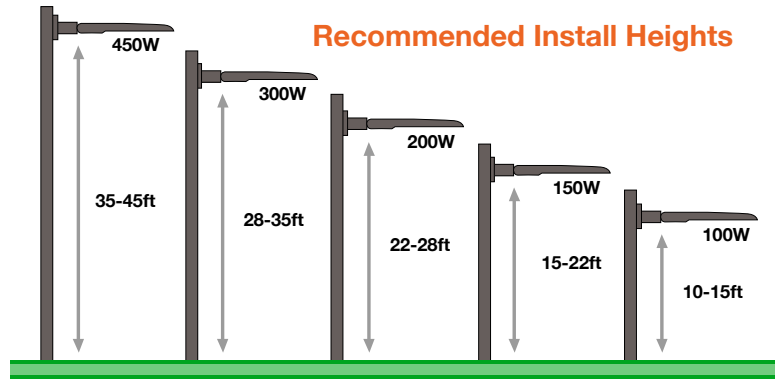 Recommended Install Heights
450W
300W
200W
150W
100W
35-45ft
28-35ft
22-28ft
15-22ft
10-15ft